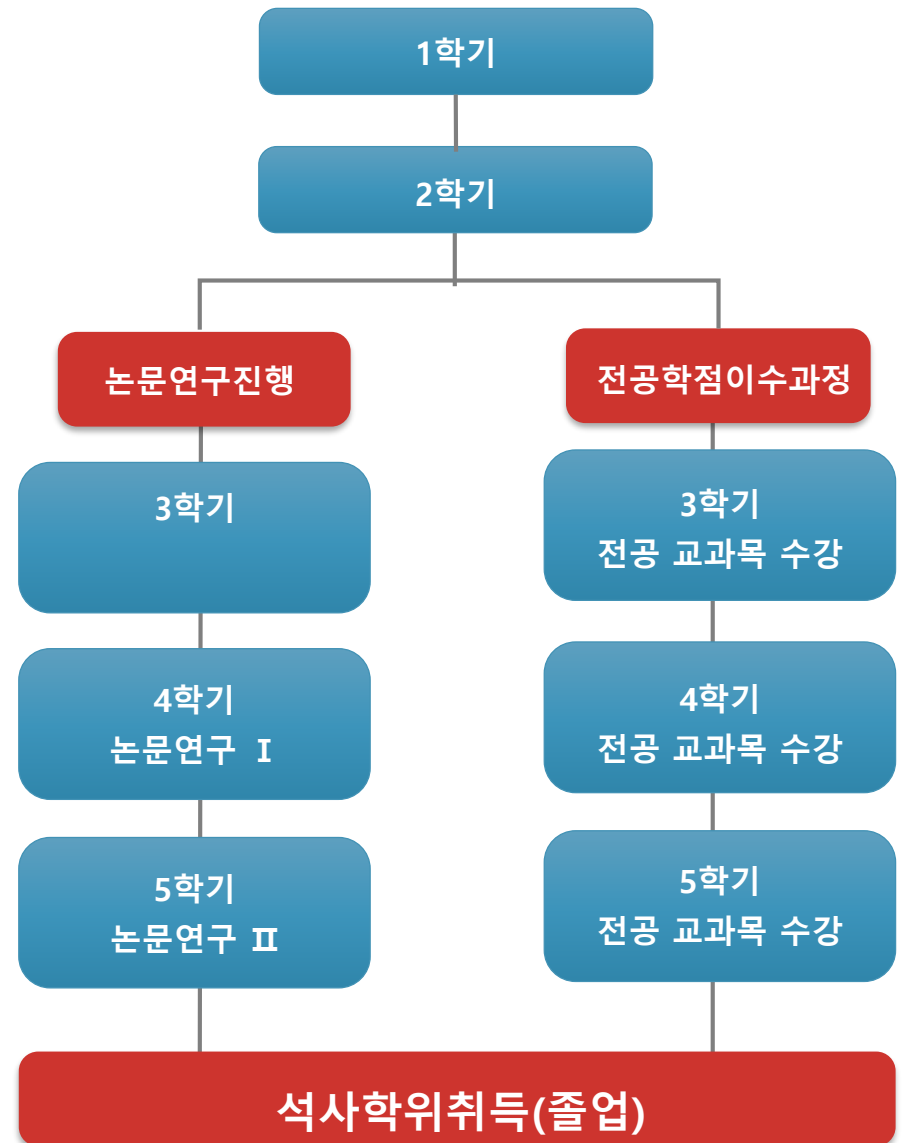 1학기
2학기
논문연구진행
전공학점이수과정
3학기
4학기
논문연구 Ⅰ
5학기
논문연구 Ⅱ
3학기
전공 교과목 수강
4학기
전공 교과목 수강
5학기
전공 교과목 수강
석사학위취득(졸업)